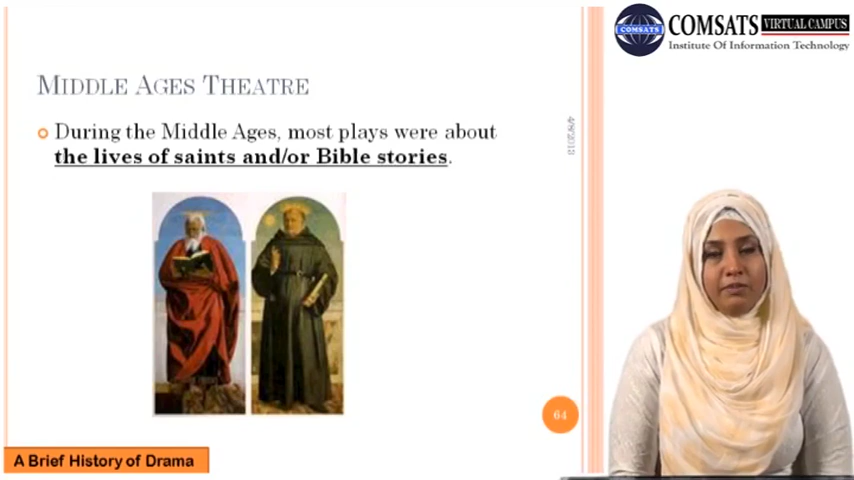 COMSATS VIRTUAL CAMPUS
Institute Of Information Technology
COMSATS
MIDDLE AGES THEATRE
During the Middle Ages, most plays were about
the lives of saints and/or Bible stories.
64
A Brief History of Drama